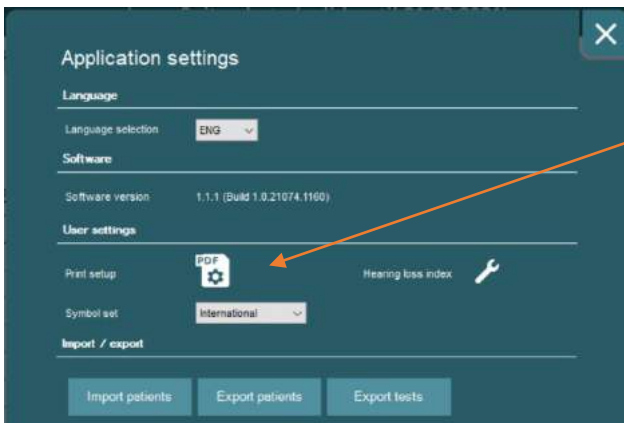 Application settings
Language
Language selection ENG
Software
Software version 1.1.1 (Build 1.0.21074.1160)
User settings
PDF
Print setup Hearing loss index
Symbol set International
Import / export
Import patients Export patients Export tests